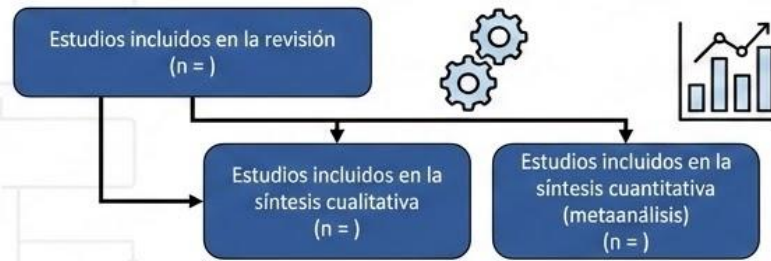 Estudios incluidos en la revisión
(n = )
Estudios incluidos en la
síntesis cualitativa
(n = )
Estudios incluidos en la
síntesis cuantitativa
(metaanálisis)
(n = )